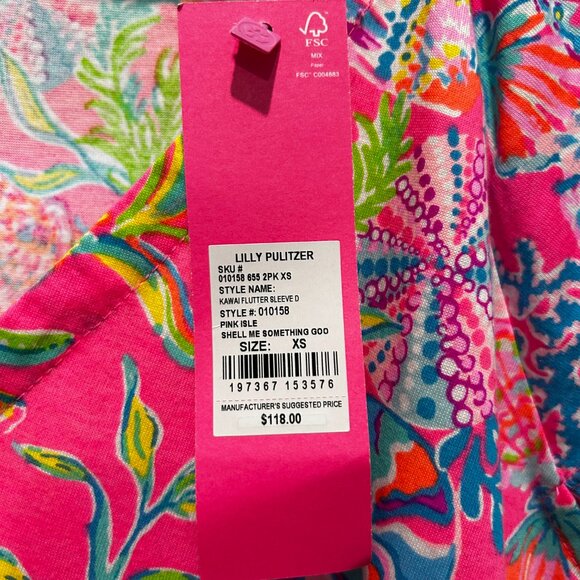 FSC
MIX
Paper
FSC® C004883
LILLY PULITZER
SKU #
010158 655 2PK XS
STYLE NAME:
KAWAI FLUTTER SLEEVE D
STYLE #: 010158
PINK ISLE
SHELL ME SOMETHING GOO
SIZE: XS
197367 153576
MANUFACTURER'S SUGGESTED PRICE
$118.00